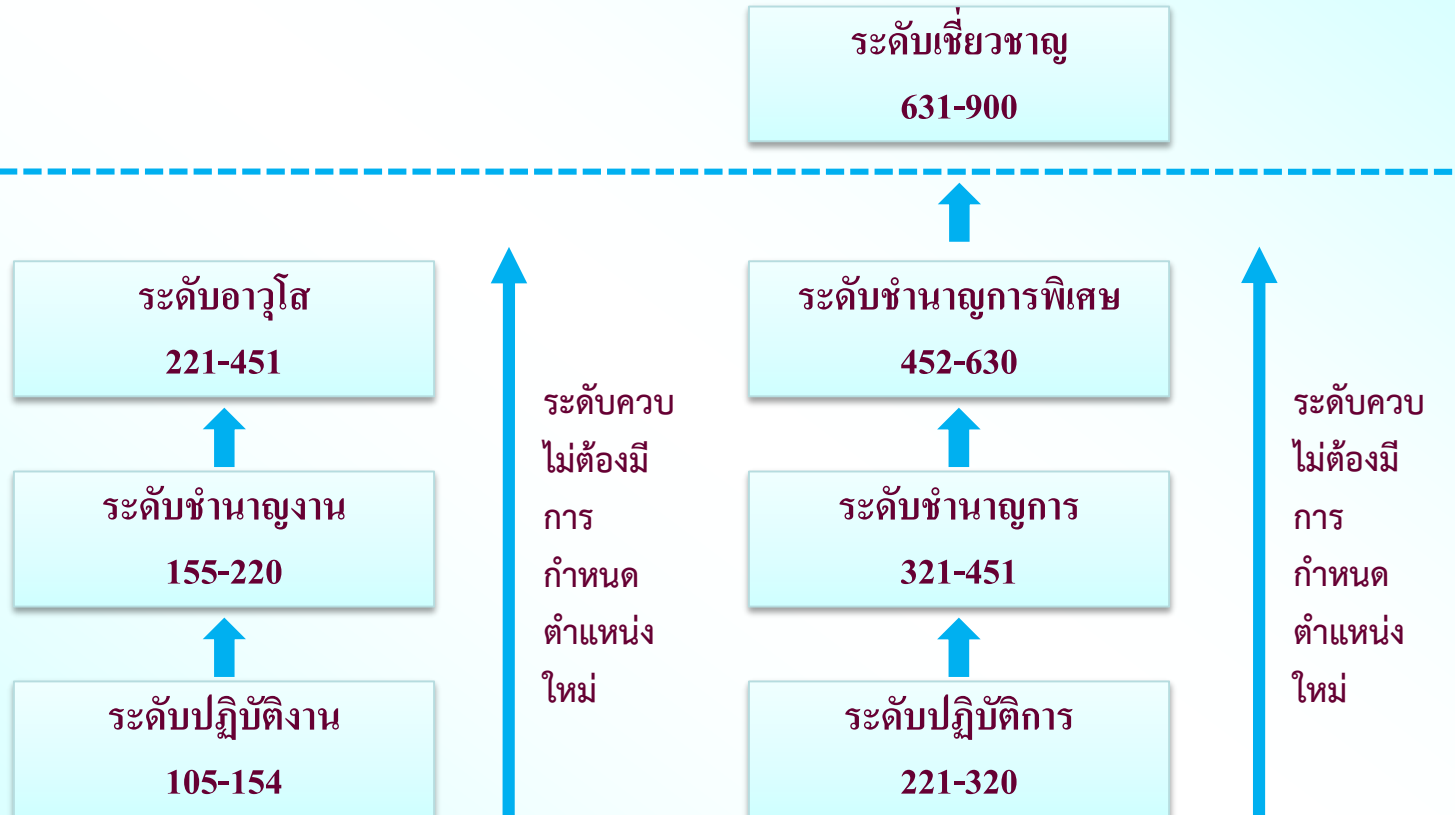 ระดับเชี่ยวชาญ
631-900
ระดับอาวุโส
221-451
ระดับชำนาญงาน
155-220
ระดับปฏิบัติงาน
105-154
ระดับควบ
ไม่ต้องมี
การ
กำหนด
ตำแหน่ง
ใหม่
ระดับชำนาญการพิเศษ
452-630
ระดับชำนาญการ
321-451
ระดับปฏิบัติการ
221-320
ระดับควบ
ไม่ต้องมี
การ
กำหนด
ตำแหน่ง
ใหม่